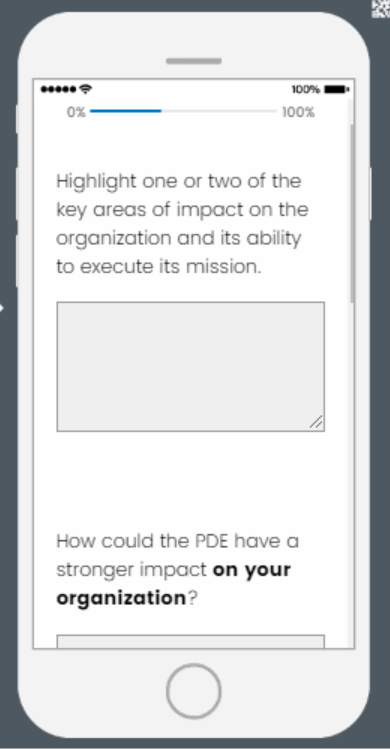 100%
0% 100%
Highlight one or two of the
key areas of impact on the
organization and its ability
to execute its mission.
How could the PDE have a
stronger impact on your
organization?